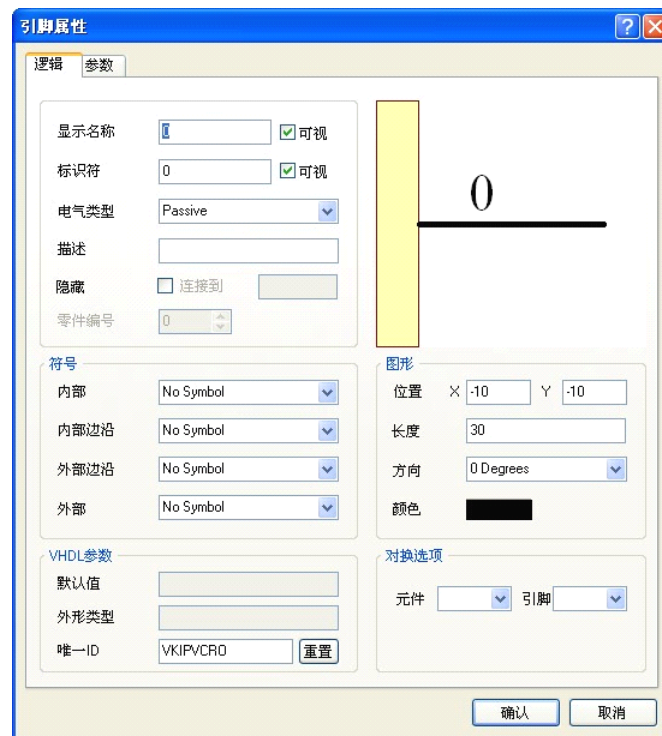 引脚属性
逻辑 参数
显示名称 0 可视
标识符 0 可视
电气类型 Passive
描述
隐藏 连接到
零件编号 0
0
符号
内部 No Symbol
内部边沿 No Symbol
外部边沿 No Symbol
外部 No Symbol
图形
位置 X -10 Y -10
长度 30
方向 0 Degrees
颜色
VHDL参数
默认值
外形类型
唯一ID VKIPVCRO 重置
对换选项
元件 引脚
确认 取消